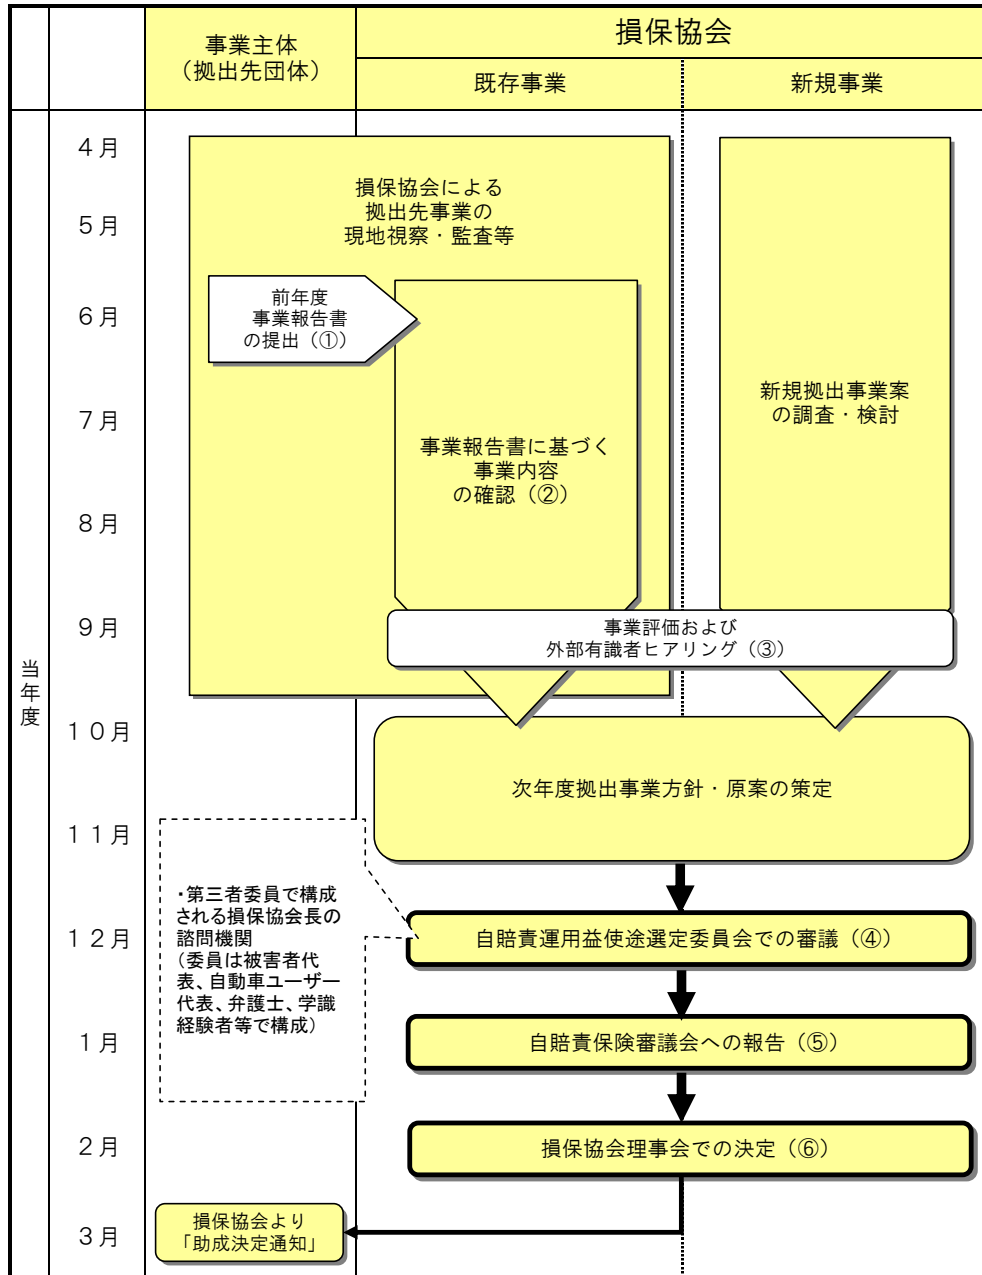 事業主体
（拠出先団体）
損保協会
既存事業
新規事業
当年度
４月
５月
６月
７月
８月
９月
１０月
１１月
１２月
１月
２月
３月
損保協会による
拠出先事業の
現地視察・監査等
前年度
事業報告書
の提出（①）
事業報告書に基づく
事業内容
の確認（②）
新規拠出事業案
の調査・検討
事業評価および
外部有識者ヒアリング（③）
次年度拠出事業方針・原案の策定
・第三者委員で構成
される損保協会長の
諮問機関
（委員は被害者代
表、自動車ユーザー
代表、弁護士、学識
経験者等で構成）
自賠責運用益使途選定委員会での審議（④）
自賠責保険審議会への報告（⑤）
損保協会理事会での決定（⑥）
損保協会より
「助成決定通知」